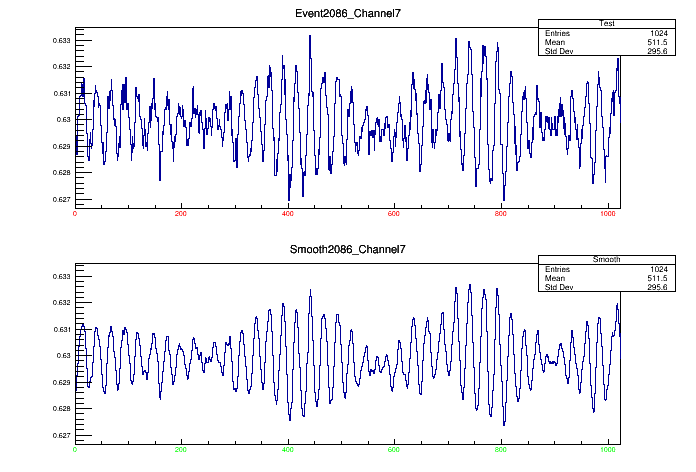 Event2086_Channel7
Test
Entries 1024
Mean 511.5
Std Dev 295.6
0.633
0.632
0.631
0.63
0.629
0.628
0.627
0 200 400 600 800 1000
Smooth2086_Channel7
Smooth
Entries 1024
Mean 511.5
Std Dev 295.6
0.633
0.632
0.631
0.63
0.629
0.628
0.627
0 200 400 600 800 1000